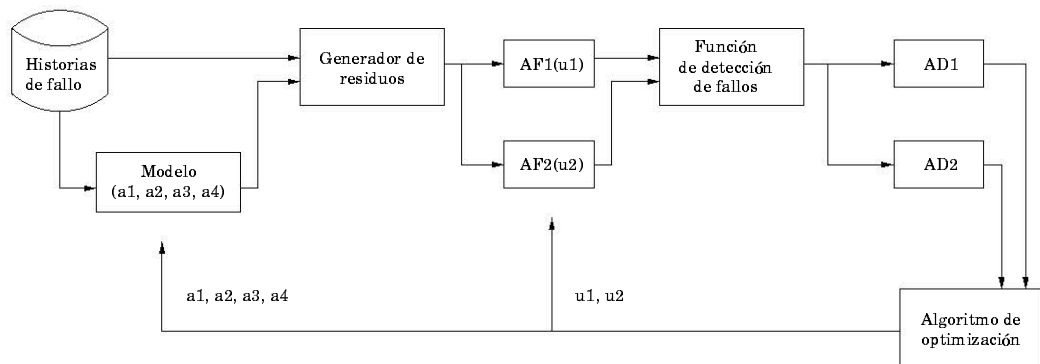 Historias
de fallo
Modelo
(a1, a2, a3, a4)
Generador de
residuos
AF1(u1)
AF2(u2)
Función
de detección
de fallos
AD1
AD2
a1, a2, a3, a4
u1, u2
Algoritmo de
optimización